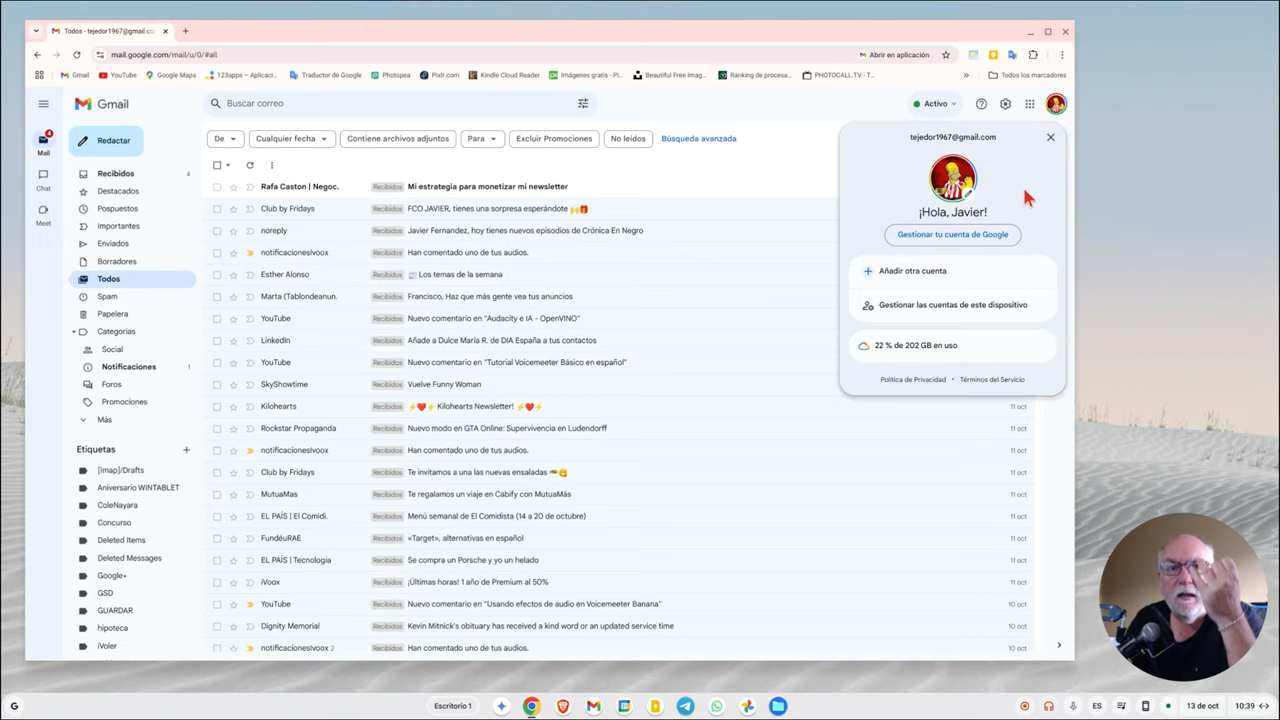 Todos - tejedor1967@gmail.co
mail.google.com/mail/u/0/#all
Abrir en aplicación
Gmail
YouTube
Google Maps
123apps – Aplicaci...
Traductor de Google
Photopea
Pixlr.com
Kindle Cloud Reader
Imágenes gratis - Pi...
Beautiful Free Imag...
Ranking de procesa...
PHOTOCALL.TV - T...
Todos los marcadores
Gmail
Buscar correo
Activo
4
Mail
Chat
Meet
Redactar
Recibidos 4
Destacados
Pospuestos
Importantes
Enviados
Borradores
Todos
Spam
Papelera
Categorías
Social
Notificaciones 1
Foros
Promociones
Más
Etiquetas
[Imap]/Drafts
Aniversario WINTABLET
ColeNayara
Concurso
Deleted Items
Deleted Messages
Google+
GSD
GUARDAR
hipoteca
iVoler
De
Cualquier fecha
Contiene archivos adjuntos
Para
Excluir Promociones
No leídos
Búsqueda avanzada
Rafa Caston | Negoc. Recibidos Mi estrategia para monetizar mi newsletter
Club by Fridays Recibidos FCO JAVIER, tienes una sorpresa esperándote 🙌🎁
noreply Recibidos Javier Fernandez, hoy tienes nuevos episodios de Crónica En Negro
notificacionesIvoox Recibidos Han comentado uno de tus audios.
Esther Alonso Recibidos 📰 Los temas de la semana
Marta (Tablondeanun. Recibidos Francisco, Haz que más gente vea tus anuncios
YouTube Recibidos Nuevo comentario en "Audacity e IA - OpenVINO"
LinkedIn Recibidos Añade a Dulce María R. de DIA España a tus contactos
YouTube Recibidos Nuevo comentario en "Tutorial Voicemeeter Básico en español"
SkyShowtime Recibidos Vuelve Funny Woman
Kilohearts Recibidos ⚡❤️⚡ Kilohearts Newsletter! ⚡❤️⚡ 11 oct
Rockstar Propaganda Recibidos Nuevo modo en GTA Online: Supervivencia en Ludendorff 11 oct
notificacionesIvoox Recibidos Han comentado uno de tus audios. 11 oct
Club by Fridays Recibidos Te invitamos a una las nuevas ensaladas 🥗😋 11 oct
MutuaMas Recibidos Te regalamos un viaje en Cabify con MutuaMás 11 oct
EL PAÍS | El Comidi. Recibidos Menú semanal de El Comidista (14 a 20 de octubre) 11 oct
FundéuRAE Recibidos «Target», alternativas en español 11 oct
EL PAÍS | Tecnología Recibidos Se compra un Porsche y yo un helado 11 oct
iVoox Recibidos ¡Últimas horas! 1 año de Premium al 50% 11 oct
YouTube Recibidos Nuevo comentario en "Usando efectos de audio en Voicemeeter Banana" 10 oct
Dignity Memorial Recibidos Kevin Mitnick's obituary has received a kind word or an updated service time 10 oct
notificacionesIvoox 2 Recibidos Han comentado uno de tus audios. 10 oct
tejedor1967@gmail.com
¡Hola, Javier!
Gestionar tu cuenta de Google
Añadir otra cuenta
Gestionar las cuentas de este dispositivo
22 % de 202 GB en uso
Política de Privacidad • Términos del Servicio
G
Escritorio 1
ES
13 de oct
10:39